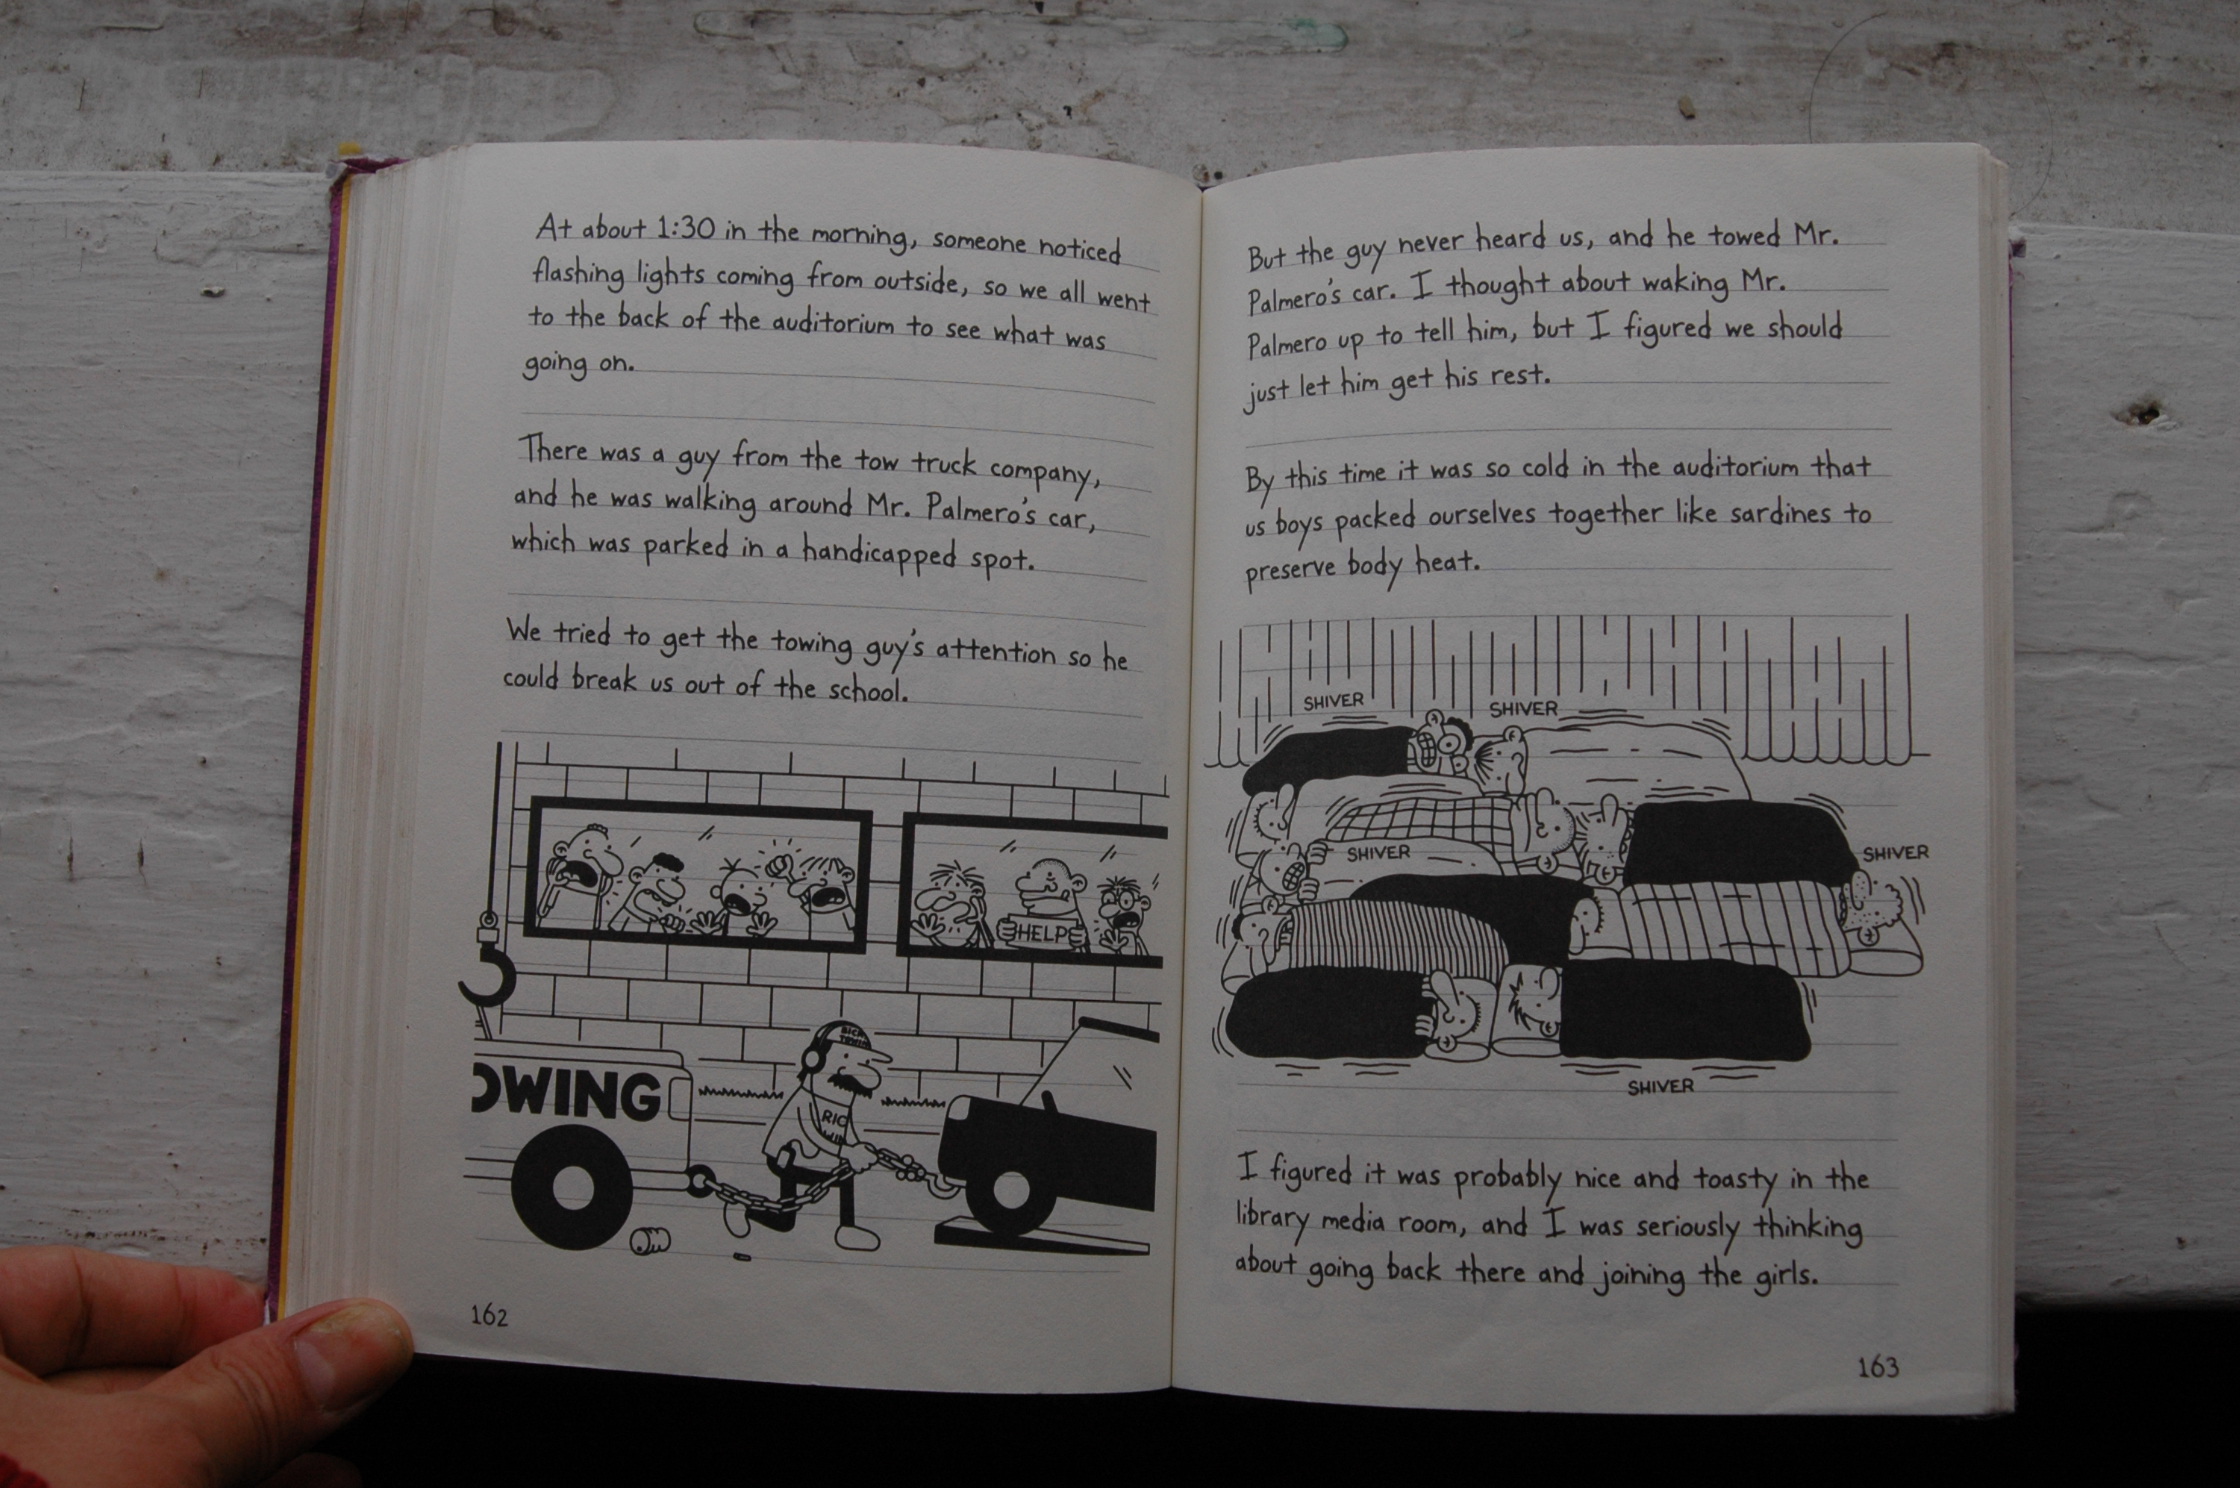 At about 1:30 in the morning, someone noticed
flashing lights coming from outside, so we all went
to the back of the auditorium to see what was
going on.
There was a guy from the tow truck company,
and he was walking around Mr. Palmero's car,
which was parked in a handicapped spot.
We tried to get the towing guy's attention so he
could break us out of the school.
HELP
OWING
RIC
162
But the guy never heard us, and he towed Mr.
Palmero's car. I thought about waking Mr.
Palmero up to tell him, but I figured we should
just let him get his rest.
By this time it was so cold in the auditorium that
us boys packed ourselves together like sardines to
preserve body heat.
SHIVER
SHIVER
SHIVER
SHIVER
SHIVER
I figured it was probably nice and toasty in the
library media room, and I was seriously thinking
about going back there and joining the girls.
163